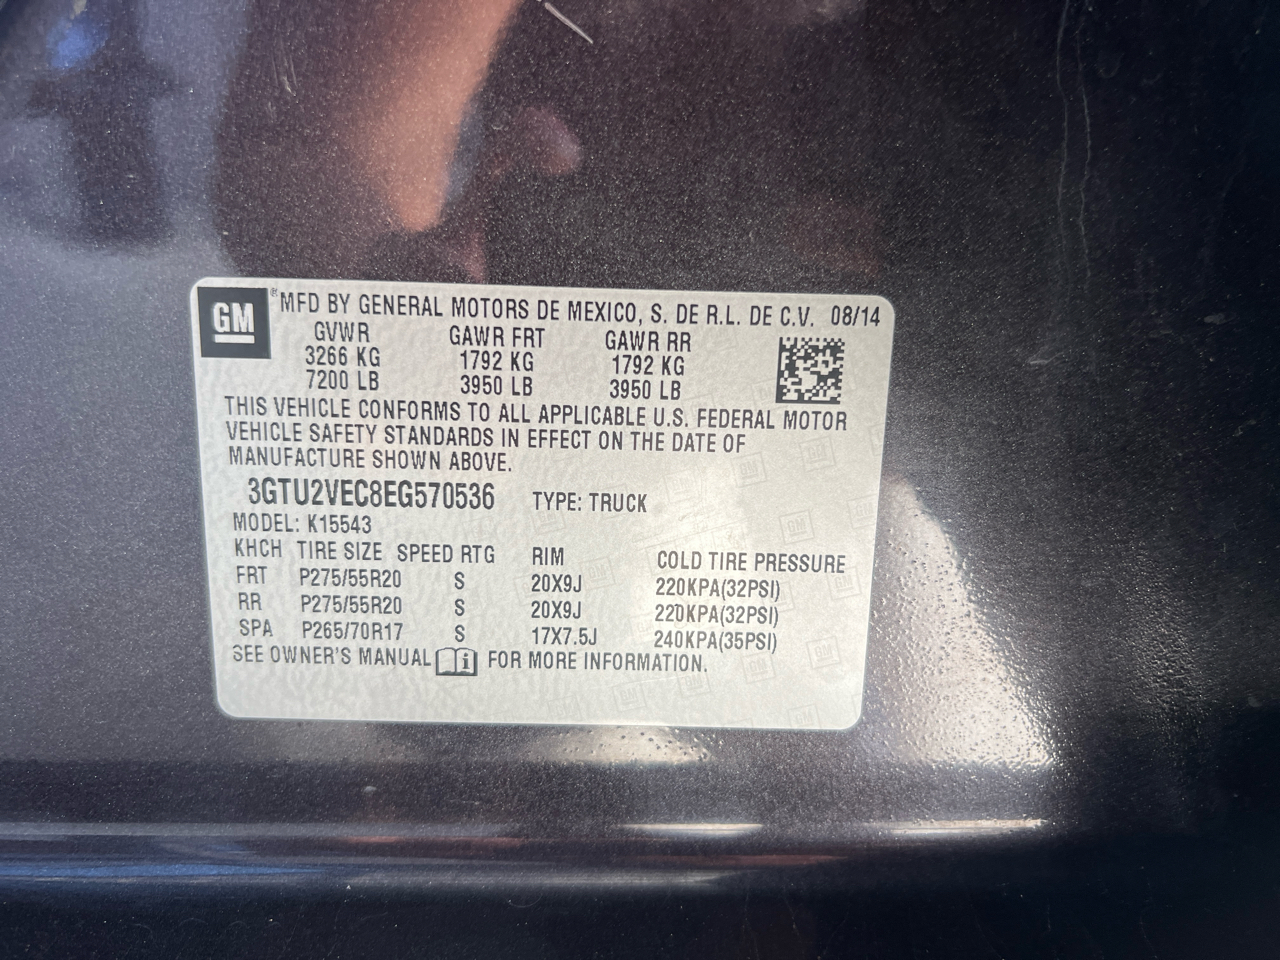 GM ® MFD BY GENERAL MOTORS DE MEXICO, S. DE R.L. DE C.V. 08/14
GVWR GAWR FRT GAWR RR
3266 KG 1792 KG 1792 KG
7200 LB 3950 LB 3950 LB
THIS VEHICLE CONFORMS TO ALL APPLICABLE U.S. FEDERAL MOTOR
VEHICLE SAFETY STANDARDS IN EFFECT ON THE DATE OF
MANUFACTURE SHOWN ABOVE.
3GTU2VEC8EG570536 TYPE: TRUCK
MODEL: K15543
KHCH TIRE SIZE SPEED RTG RIM COLD TIRE PRESSURE
FRT P275/55R20 S 20X9J 220KPA(32PSI)
RR P275/55R20 S 20X9J 220KPA(32PSI)
SPA P265/70R17 S 17X7.5J 240KPA(35PSI)
SEE OWNER'S MANUAL i FOR MORE INFORMATION.